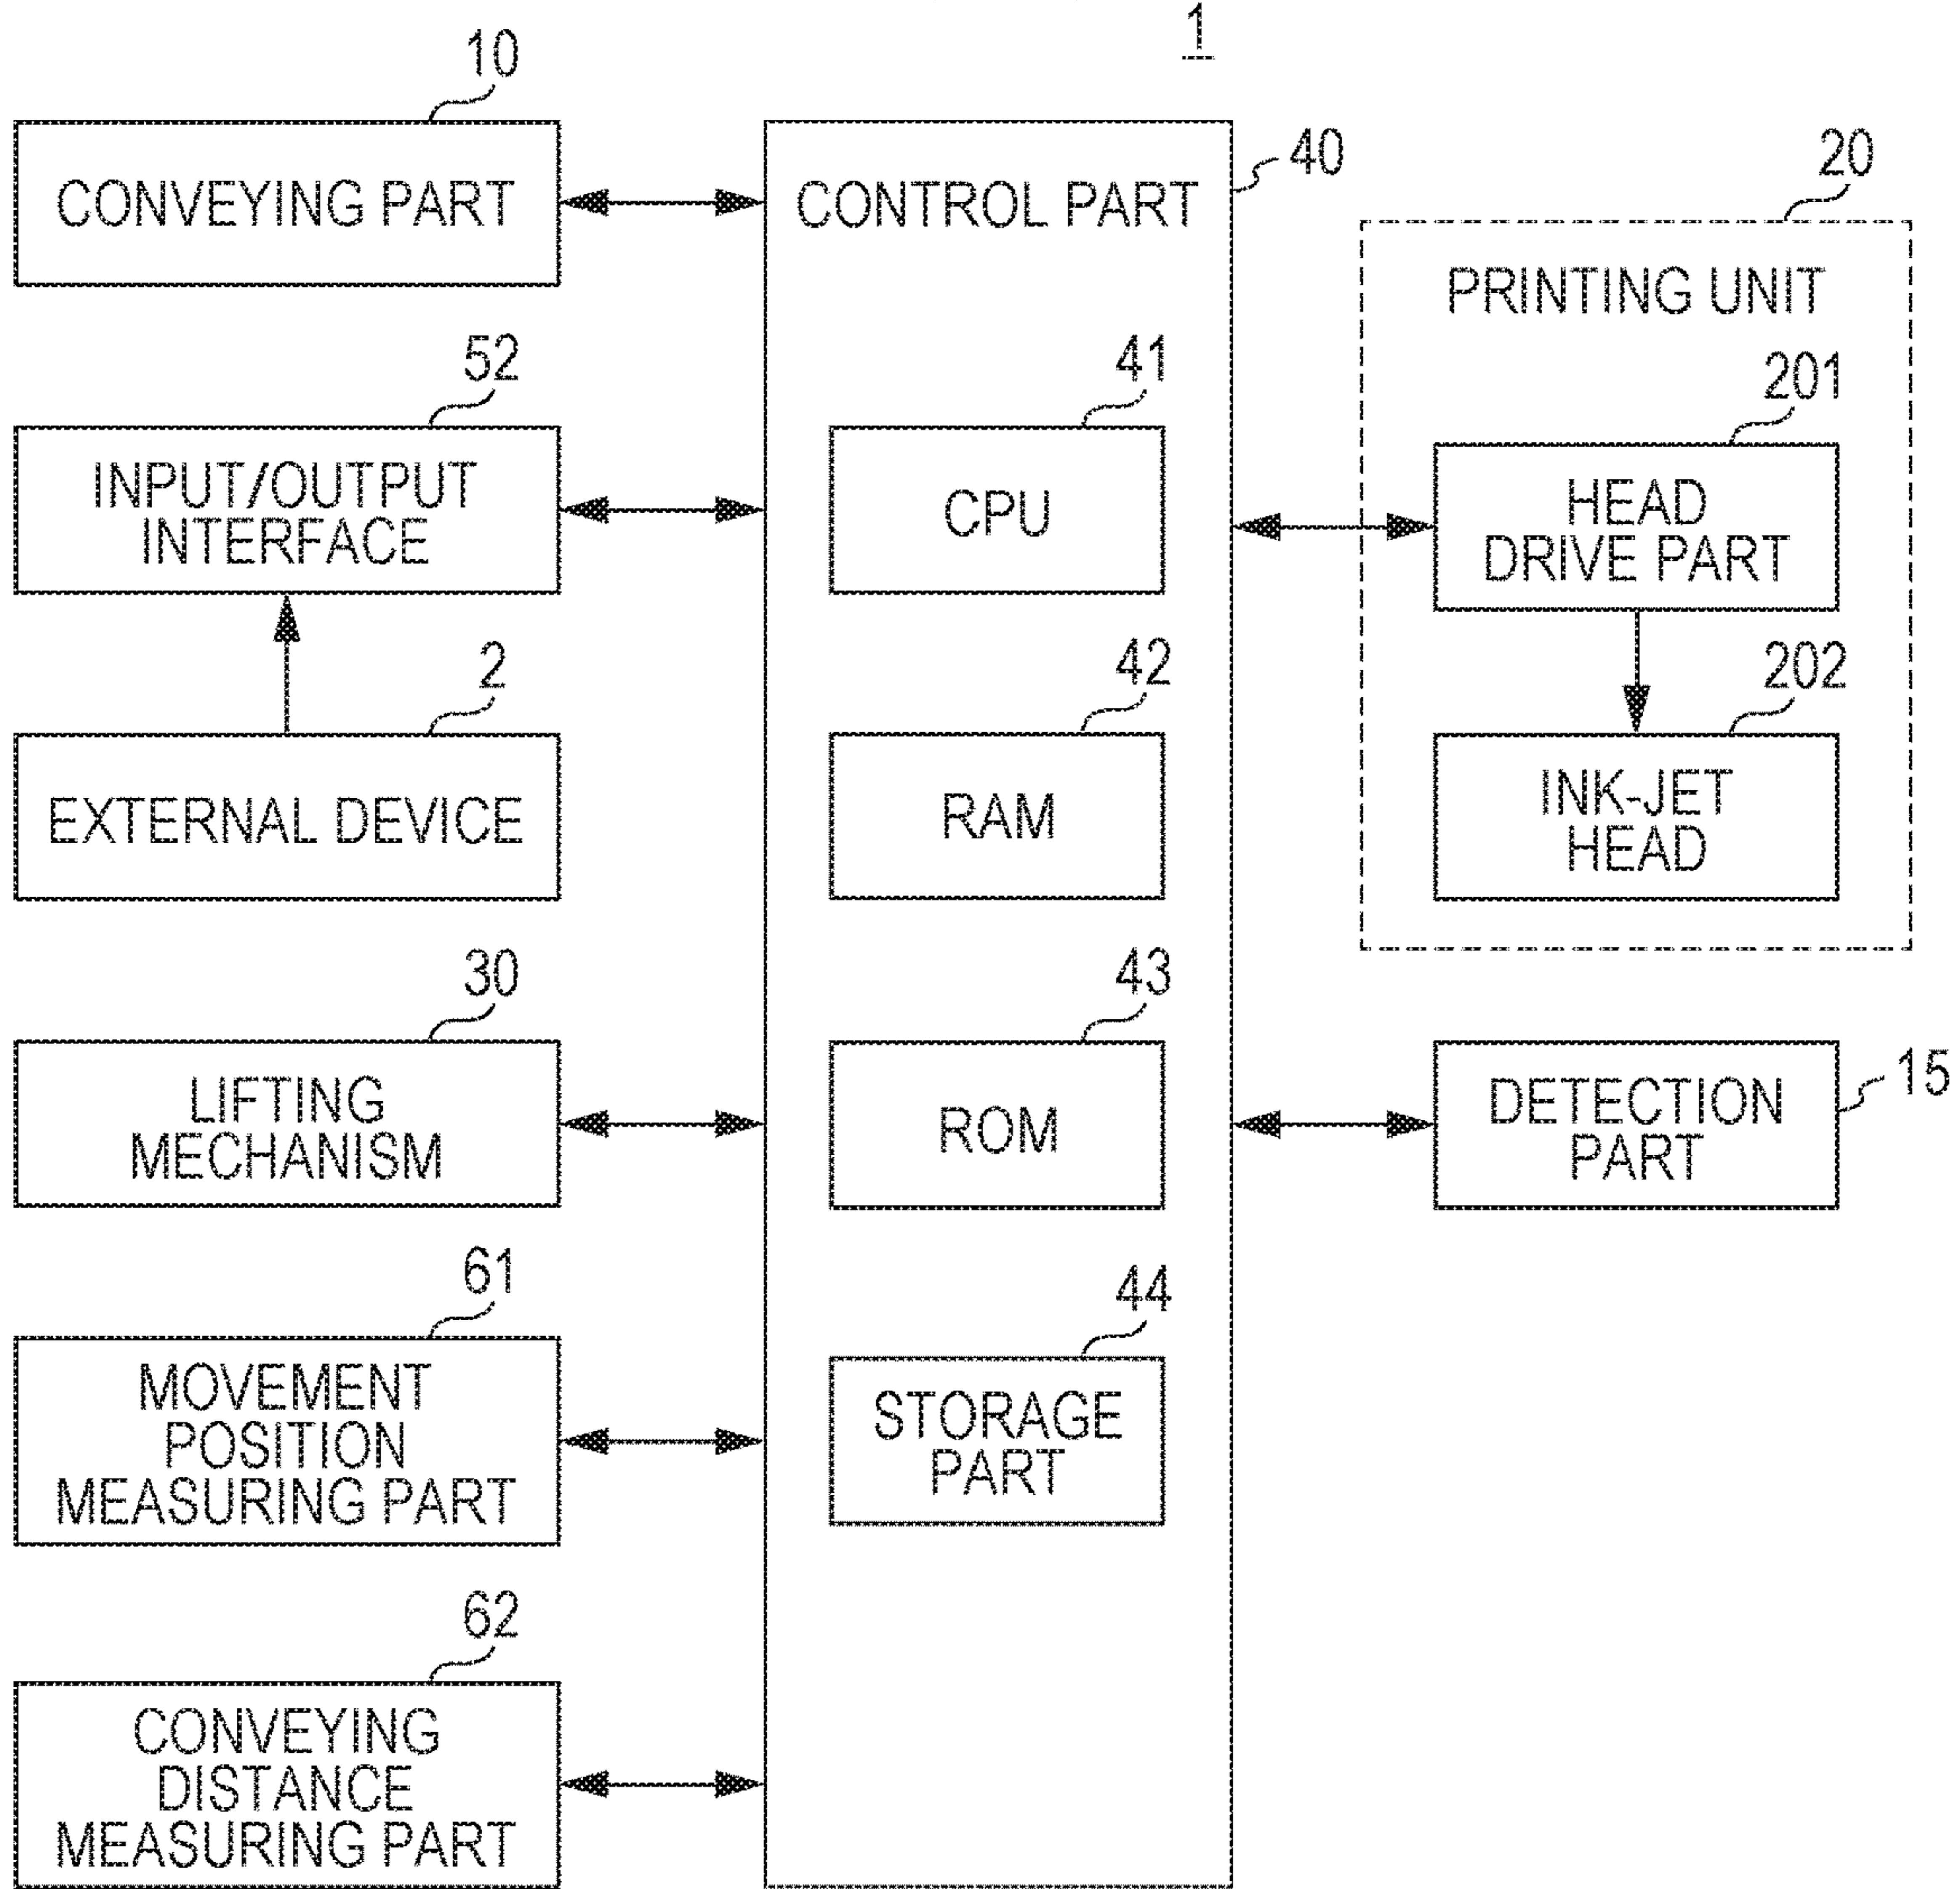 1
10
CONVEYING PART
52
INPUT/OUTPUT
INTERFACE
2
EXTERNAL DEVICE
30
LIFTING
MECHANISM
61
MOVEMENT
POSITION
MEASURING PART
62
CONVEYING
DISTANCE
MEASURING PART
40
CONTROL PART
41
CPU
42
RAM
43
ROM
44
STORAGE
PART
20
PRINTING UNIT
201
HEAD
DRIVE PART
202
INK-JET
HEAD
15
DETECTION
PART